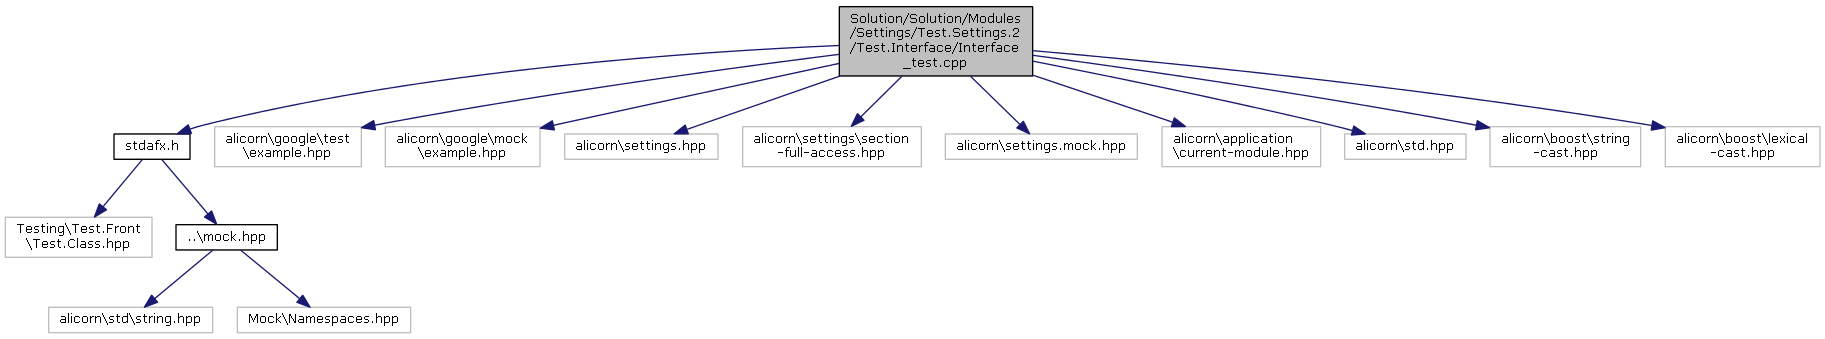 Solution/Solution/Modules
/Settings/Test.Settings.2
/Test.Interface/Interface
_test.cpp
stdafx.h
alicorn\google\test
\example.hpp
alicorn\google\mock
\example.hpp
alicorn\settings.hpp
alicorn\settings\section
-full-access.hpp
alicorn\settings.mock.hpp
alicorn\application
\current-module.hpp
alicorn\std.hpp
alicorn\boost\string
-cast.hpp
alicorn\boost\lexical
-cast.hpp
Testing\Test.Front
\Test.Class.hpp
..\mock.hpp
alicorn\std\string.hpp
Mock\Namespaces.hpp